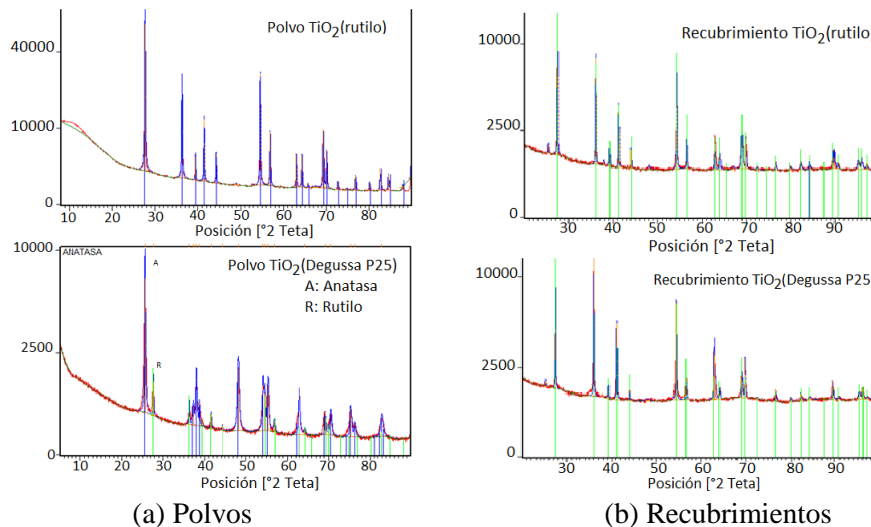 Polvo TiO2(rutilo)
40000
10000
0
10 20 30 40 50 60 70 80
Posición [°2 Teta]
Recubrimiento TiO2(rutilo
10000
2500
0
30 40 50 60 70 80 90
Posición [°2 Teta]
ANATASA
Polvo TiO2(Degussa P25)
A: Anatasa
R: Rutilo
A
R
10000
2500
0
10 20 30 40 50 60 70 80
Posición [°2 Teta]
Recubrimiento TiO2(Degussa P25
10000
2500
0
30 40 50 60 70 80 90
Posición [°2 Teta]
(a) Polvos
(b) Recubrimientos